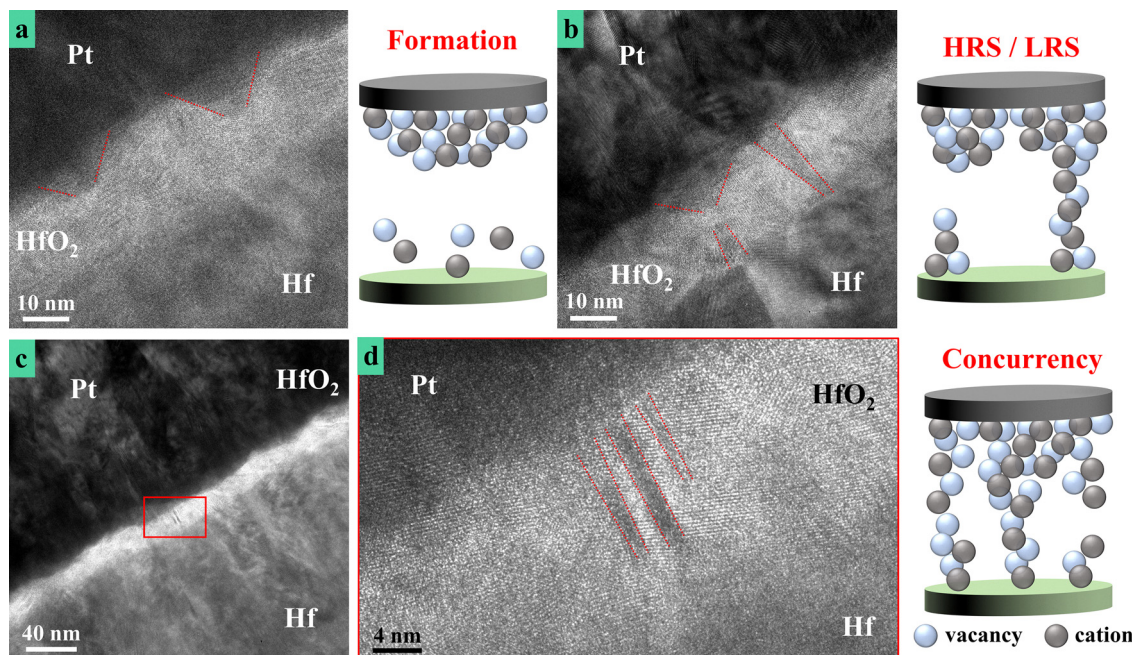 a
Pt
HfO₂
Hf
10 nm
Formation
b
Pt
HfO₂
Hf
10 nm
HRS / LRS
c
Pt
HfO₂
Hf
40 nm
d
Pt
HfO₂
Hf
4 nm
Concurrency
vacancy
cation